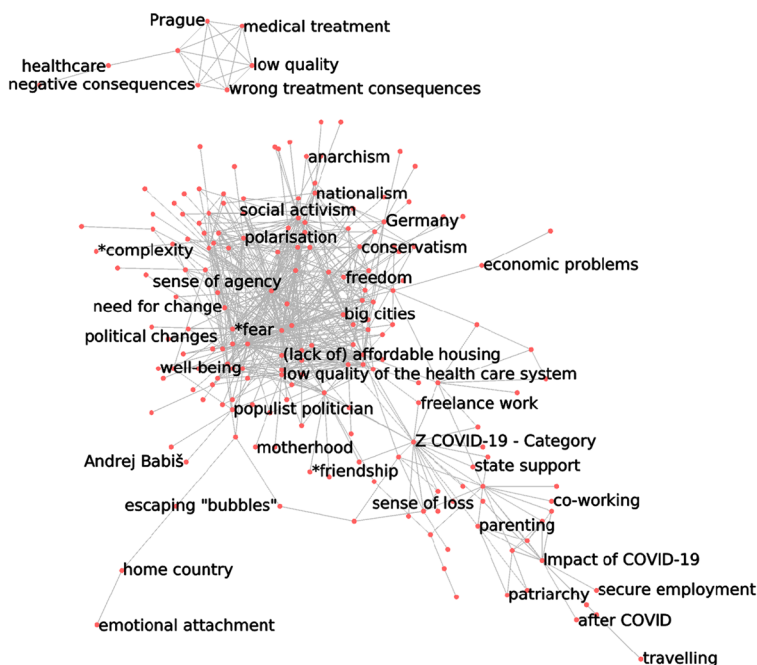 Prague
medical treatment
healthcare
low quality
negative consequences
wrong treatment consequences
anarchism
nationalism
social activism
Germany
polarisation
conservatism
*complexity
economic problems
sense of agency
freedom
need for change
big cities
political changes
*fear
(lack of) affordable housing
well-being
low quality of the health care system
populist politician
freelance work
Z COVID-19 - Category
motherhood
Andrej Babiš
*friendship
state support
escaping "bubbles"
sense of loss
co-working
parenting
Impact of COVID-19
home country
patriarchy
secure employment
after COVID
emotional attachment
travelling